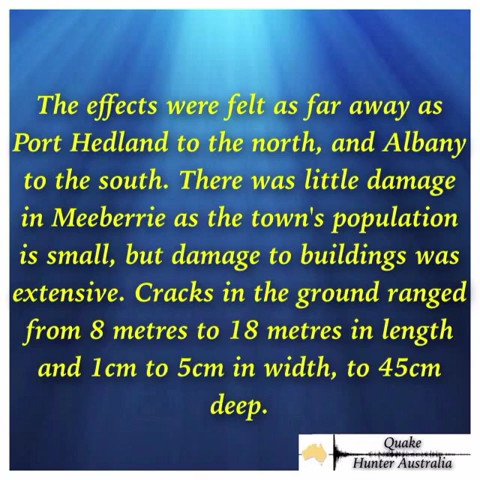 The effects were felt as far away as
Port Hedland to the north, and Albany
to the south. There was little damage
in Meeberrie as the town's population
is small, but damage to buildings was
extensive. Cracks in the ground ranged
from 8 metres to 18 metres in length
and 1cm to 5cm in width, to 45cm
deep.
Quake
Hunter Australia